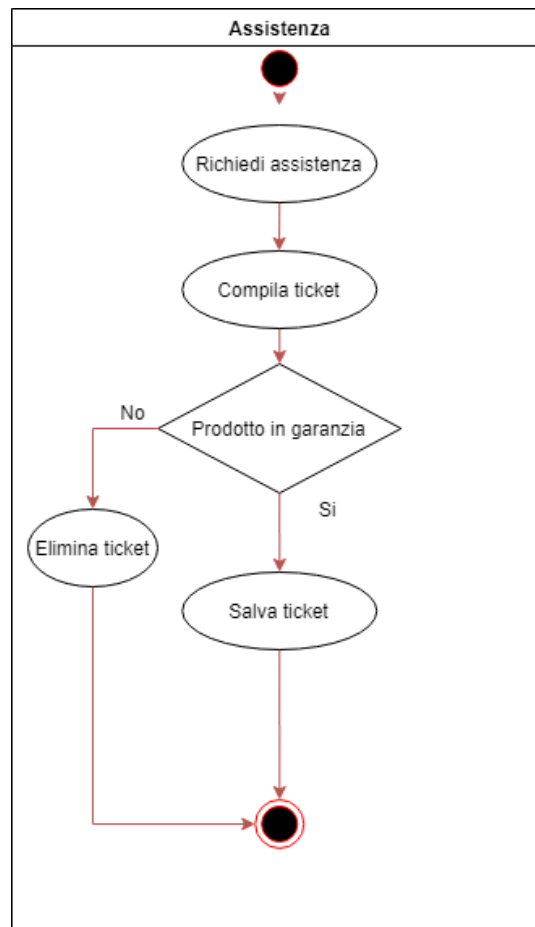 Assistenza
Richiedi assistenza
Compila ticket
No
Prodotto in garanzia
Si
Elimina ticket
Salva ticket